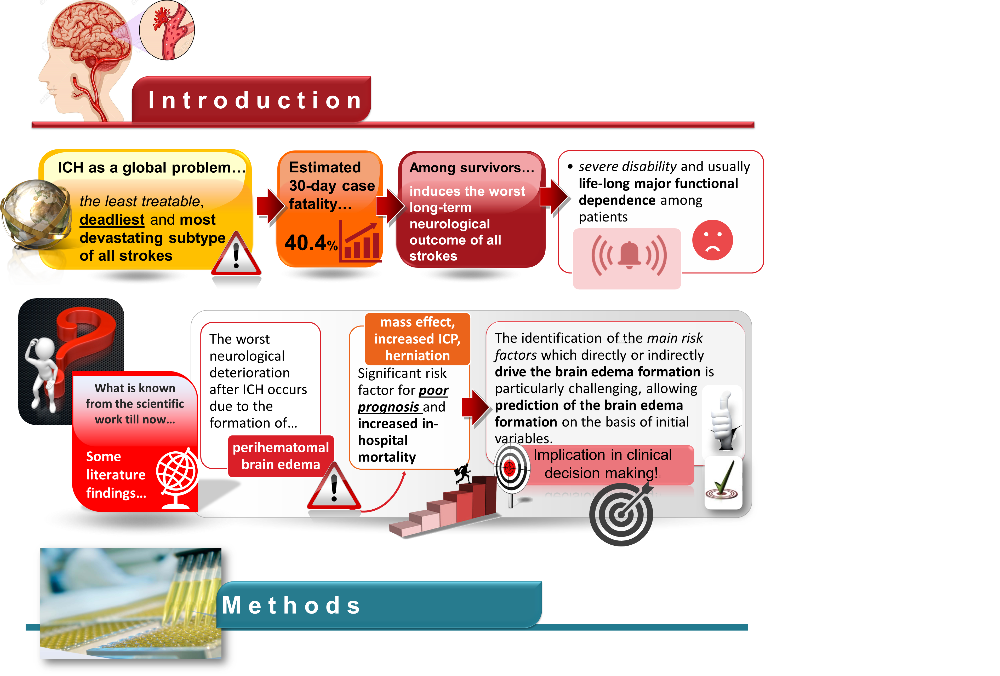 Introduction
ICH as a global problem…
the least treatable,
deadliest and most
devastating subtype
of all strokes
Estimated
30-day case
fatality…
40.4%
Among survivors…
induces the worst
long-term
neurological
outcome of all
strokes
• severe disability and usually
life-long major functional
dependence among
patients
What is known
from the scientific
work till now…
Some
literature
findings…
The worst
neurological
deterioration
after ICH occurs
due to the
formation of…
perihematomal
brain edema
mass effect,
increased ICP,
herniation
Significant risk
factor for poor
prognosis and
increased in-
hospital
mortality
The identification of the main risk
factors which directly or indirectly
drive the brain edema formation is
particularly challenging, allowing
prediction of the brain edema
formation on the basis of initial
variables.
Implication in clinical
decision making!!
Methods